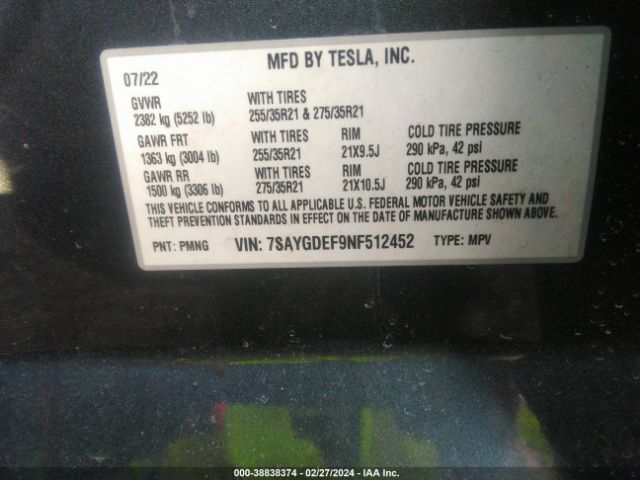 MFD BY TESLA, INC.
07/22
GVWR WITH TIRES
2382 kg (5252 lb) 255/35R21 & 275/35R21
GAWR FRT WITH TIRES RIM COLD TIRE PRESSURE
1363 kg (3004 lb) 255/35R21 21X9.5J 290 kPa, 42 psi
GAWR RR WITH TIRES RIM COLD TIRE PRESSURE
1500 kg (3306 lb) 275/35R21 21X10.5J 290 kPa, 42 psi
THIS VEHICLE CONFORMS TO ALL APPLICABLE U.S. FEDERAL MOTOR VEHICLE SAFETY AND
THEFT PREVENTION STANDARDS IN EFFECT ON THE DATE OF MANUFACTURE SHOWN ABOVE.
PNT: PMNG VIN: 7SAYGDEF9NF512452 TYPE: MPV
000-38838374 - 02/27/2024 - IAA Inc.